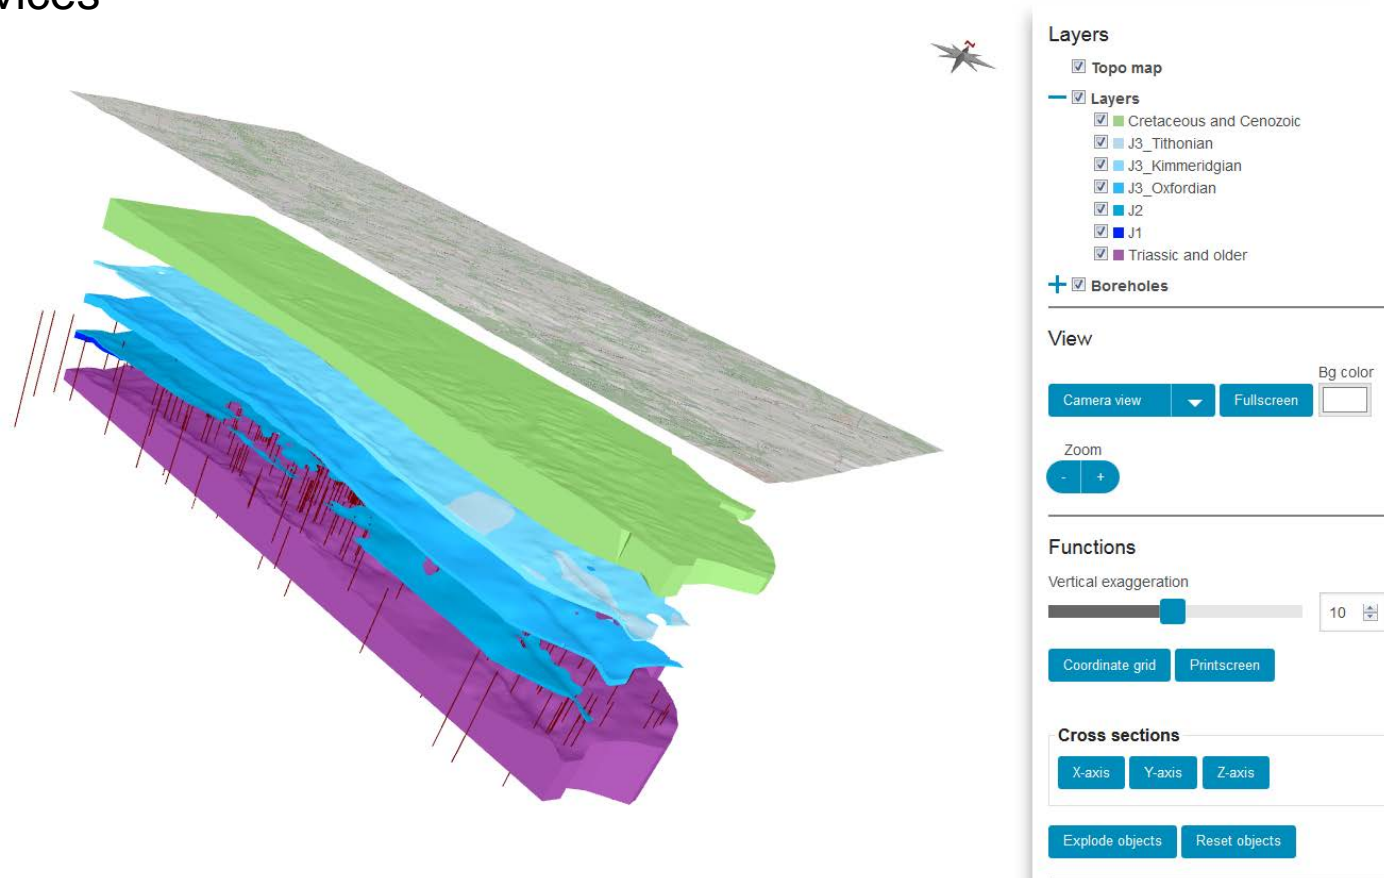 Layers
Topo map
Layers
Cretaceous and Cenozoic
J3_Tithonian
J3_Kimmeridgian
J3_Oxfordian
J2
J1
Triassic and older
Boreholes
View
Bg color
Camera view
Fullscreen
Zoom
- +
Functions
Vertical exaggeration
10
Coordinate grid
Printscreen
Cross sections
X-axis
Y-axis
Z-axis
Explode objects
Reset objects